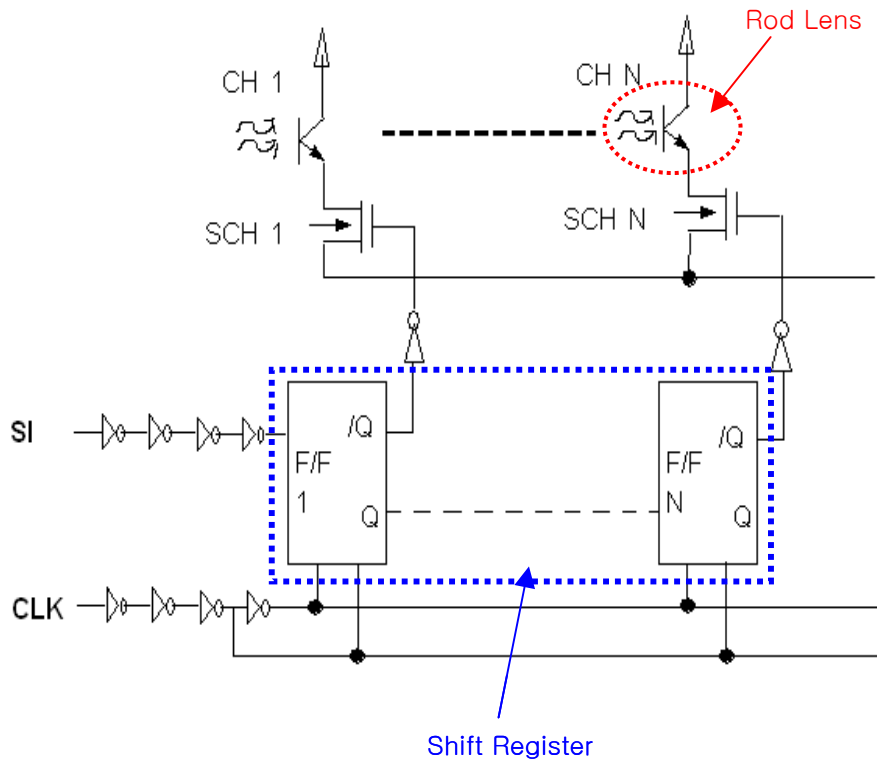 Rod Lens
CH 1
CH N
SCH 1
SCH N
SI
/Q
F/F
1
Q
/Q
F/F
N
Q
CLK
Shift Register